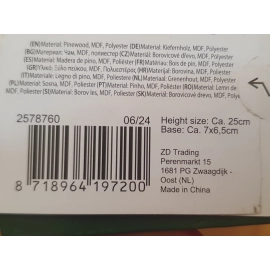 (EN)Material: Pinewood, MDF, Polyester (DE)Material: Kiefernholz, MDF, Polyester
(BG)Материал: Чам, МДФ, полиестер (CZ)Materiál: Borovicové dřevo, MDF, Polyester
(ES)Material: Madera de pino, MDF, Poliéster (FR)Matériau: Bois de pin, MDF, Polyester
(GR)Υλικό: Ξύλο πεύκου, MDF, Πολυεστέρας (HR)Materijal: Borovina, MDF, Poliester
(IT)Materiale: Legno di pino, MDF, Poliestere (NL)Materiaal: Grenenhout, MDF, Polyester
(PL)Materiał: Sosna, MDF, Poliester (PT)Material: Pinho, MDF, Poliéster (RO)Material: Lemn de
MDF, Poliester (SI)Material: Borov les, MDF, Poliester (SK)Materiál: Borovicové drevo, MDF,
2578760 06/24
8 718964 197200
Height size: Ca. 25cm
Base: Ca. 7x6,5cm
ZD Trading
Perenmarkt 15
1681 PG Zwaagdijk -
Oost (NL)
Made in China